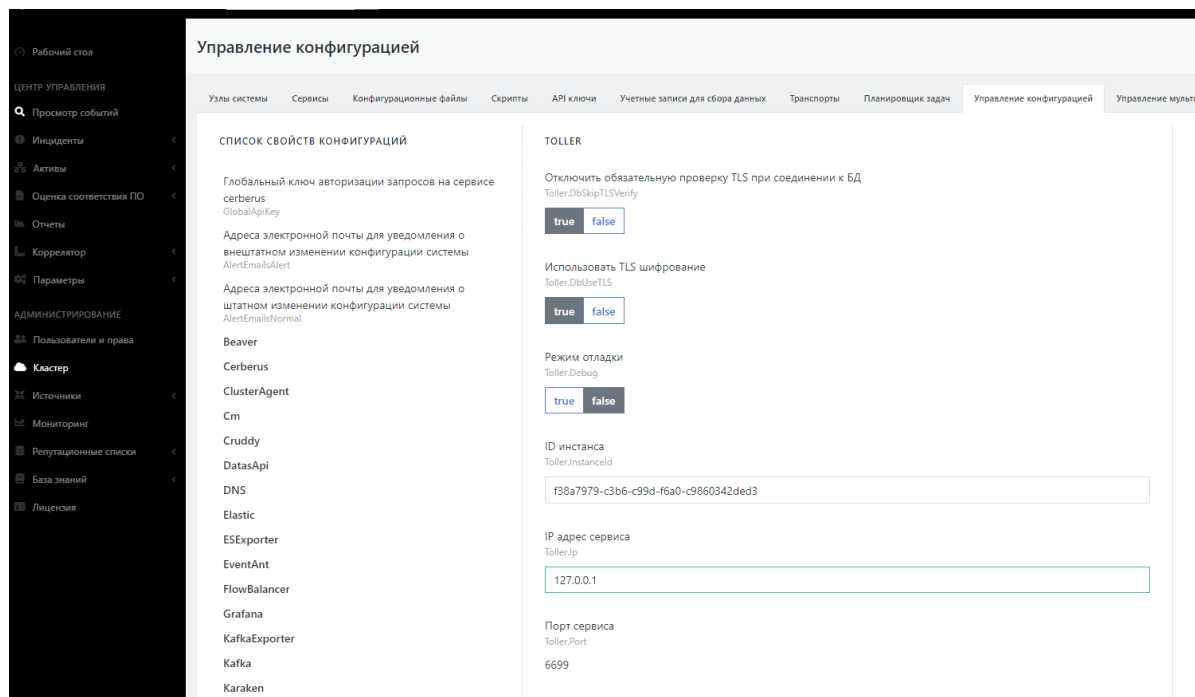 Управление конфигурацией
Рабочий стол
ЦЕНТР УПРАВЛЕНИЯ
Просмотр событий
Инциденты
Активы
Оценка соответствия ПО
Отчеты
Коррелятор
Параметры
АДМИНИСТРИРОВАНИЕ
Пользователи и права
Кластер
Источники
Мониторинг
Репутационные списки
База знаний
Лицензия
Узлы системы Сервисы Конфигурационные файлы Скрипты API ключи Учетные записи для сбора данных Транспорты Планировщик задач Управление конфигурацией Управление мульти
СПИСОК СВОЙСТВ КОНФИГУРАЦИЙ
Глобальный ключ авторизации запросов на сервисе
cerberus
GlobalApiKey
Адреса электронной почты для уведомления о
внештатном изменении конфигурации системы
AlertEmailsAlert
Адреса электронной почты для уведомления о
штатном изменении конфигурации системы
AlertEmailsNormal
Beaver
Cerberus
ClusterAgent
Cm
Cruddy
DatasApi
DNS
Elastic
ESExporter
EventAnt
FlowBalancer
Grafana
KafkaExporter
Kafka
Karaken
TOLLER
Отключить обязательную проверку TLS при соединении к БД
Toller.DbSkipTLSVerify
true false
Использовать TLS шифрование
Toller.DbUseTLS
true false
Режим отладки
Toller.Debug
true false
ID инстанса
Toller.InstanceId
f38a7979-c3b6-c99d-f6a0-c9860342ded3
IP адрес сервиса
Toller.Ip
127.0.0.1
Порт сервиса
Toller.Port
6699